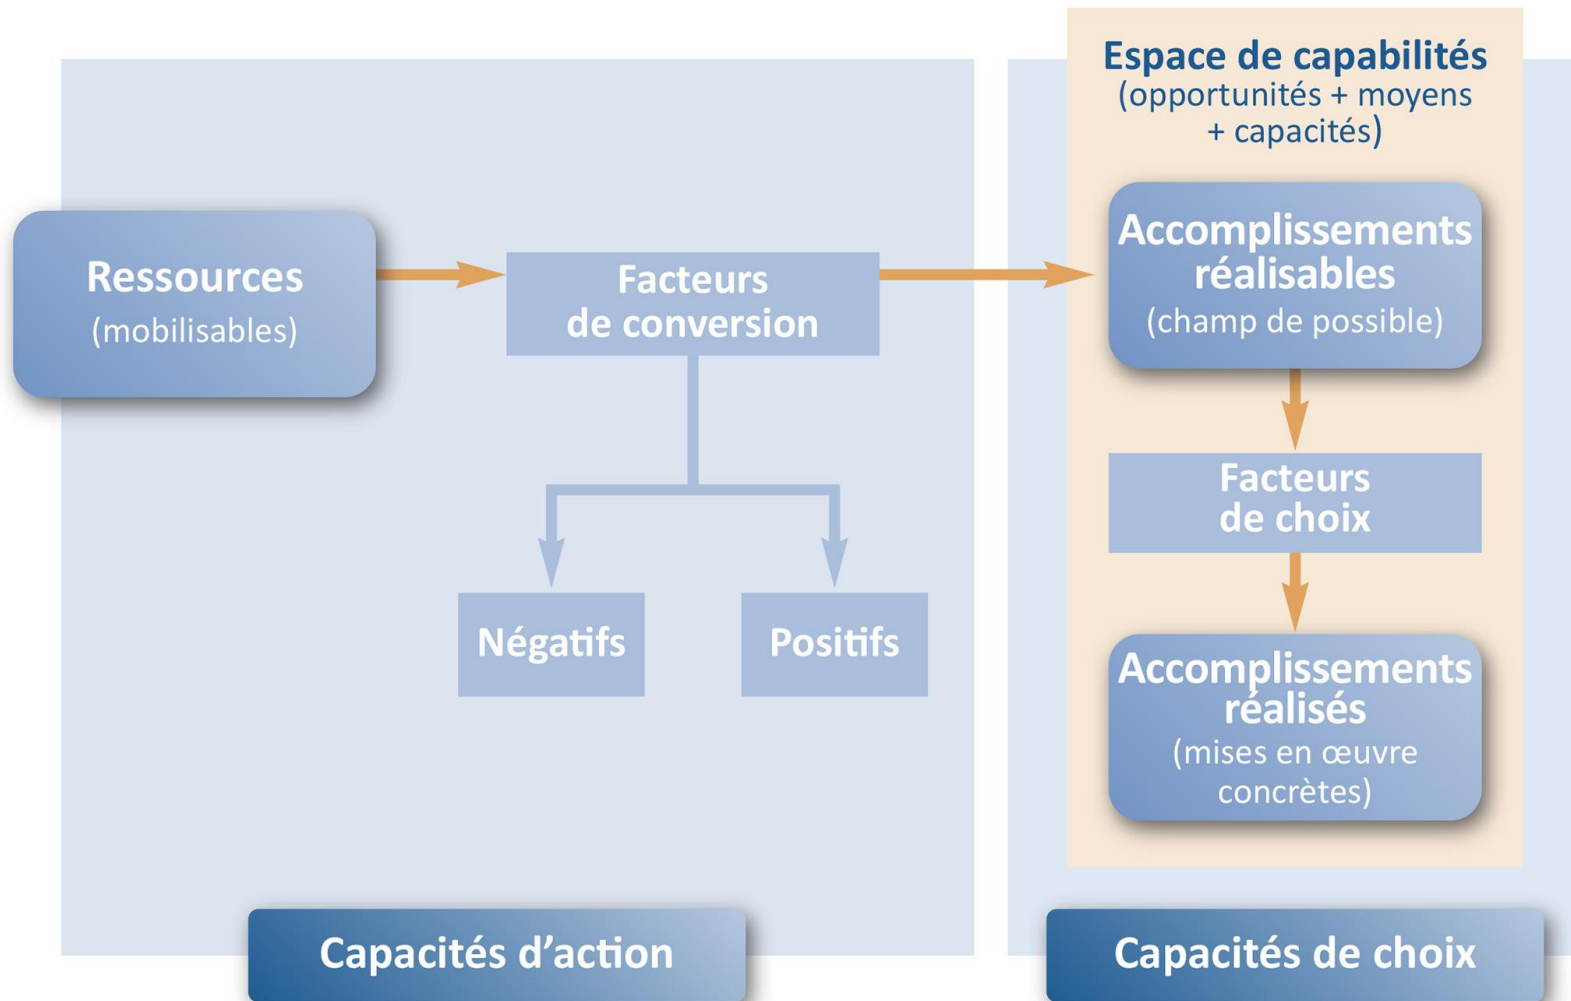 Espace de capabilités
(opportunités + moyens
+ capacités)
Ressources
(mobilisables)
Facteurs
de conversion
Négatifs
Positifs
Accomplissements
réalisables
(champ de possible)
Facteurs
de choix
Accomplissements
réalisés
(mises en œuvre
concrètes)
Capacités d’action
Capacités de choix